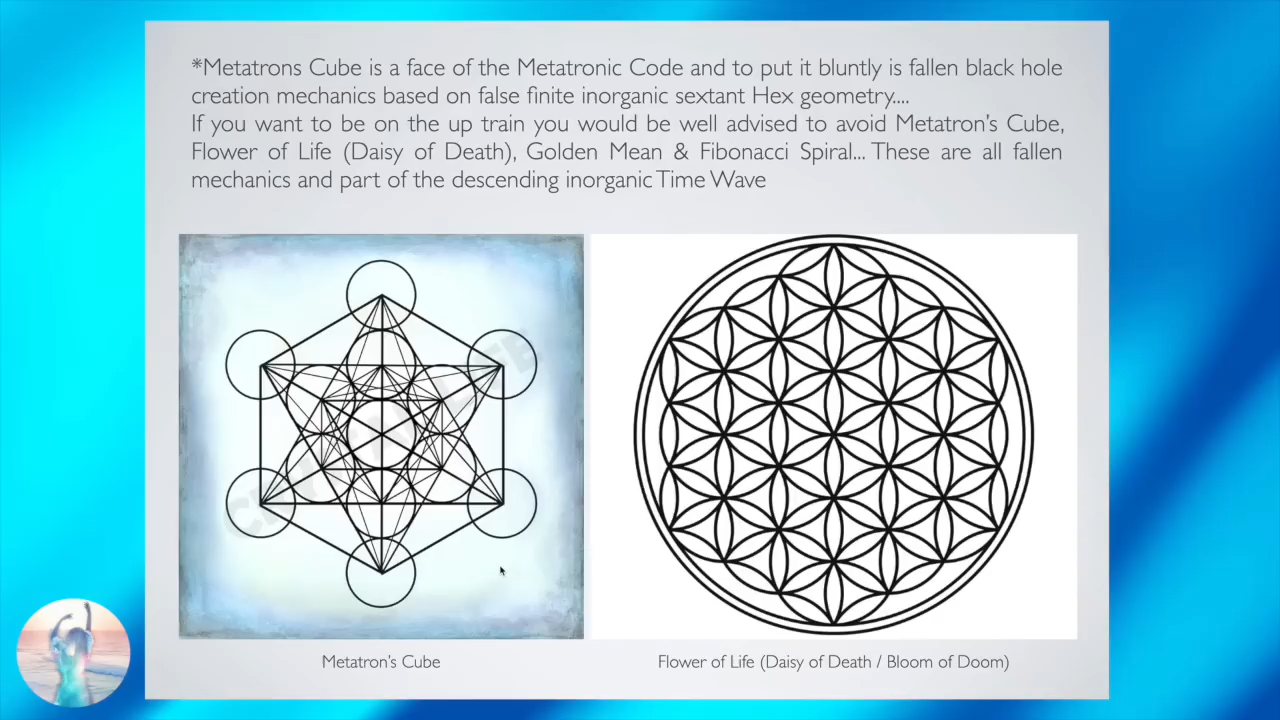 *Metatrons Cube is a face of the Metatronic Code and to put it bluntly is fallen black hole
creation mechanics based on false finite inorganic sextant Hex geometry....
If you want to be on the up train you would be well advised to avoid Metatron's Cube,
Flower of Life (Daisy of Death), Golden Mean & Fibonacci Spiral... These are all fallen
mechanics and part of the descending inorganic Time Wave
Metatron's Cube
Flower of Life (Daisy of Death / Bloom of Doom)